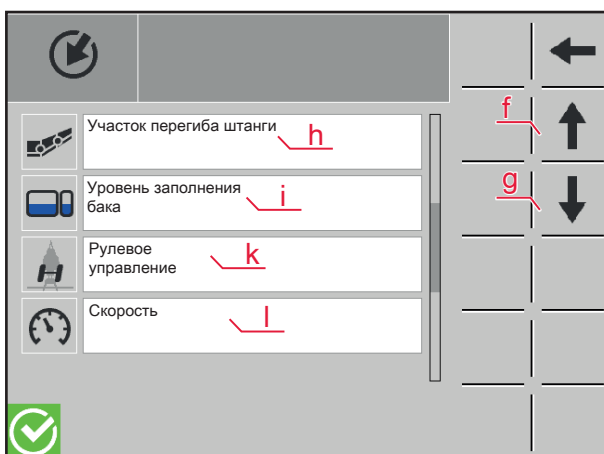 f
Участок перегиба штанги
h
g
Уровень заполнения
бака
i
Рулевое
управление
k
Скорость
l